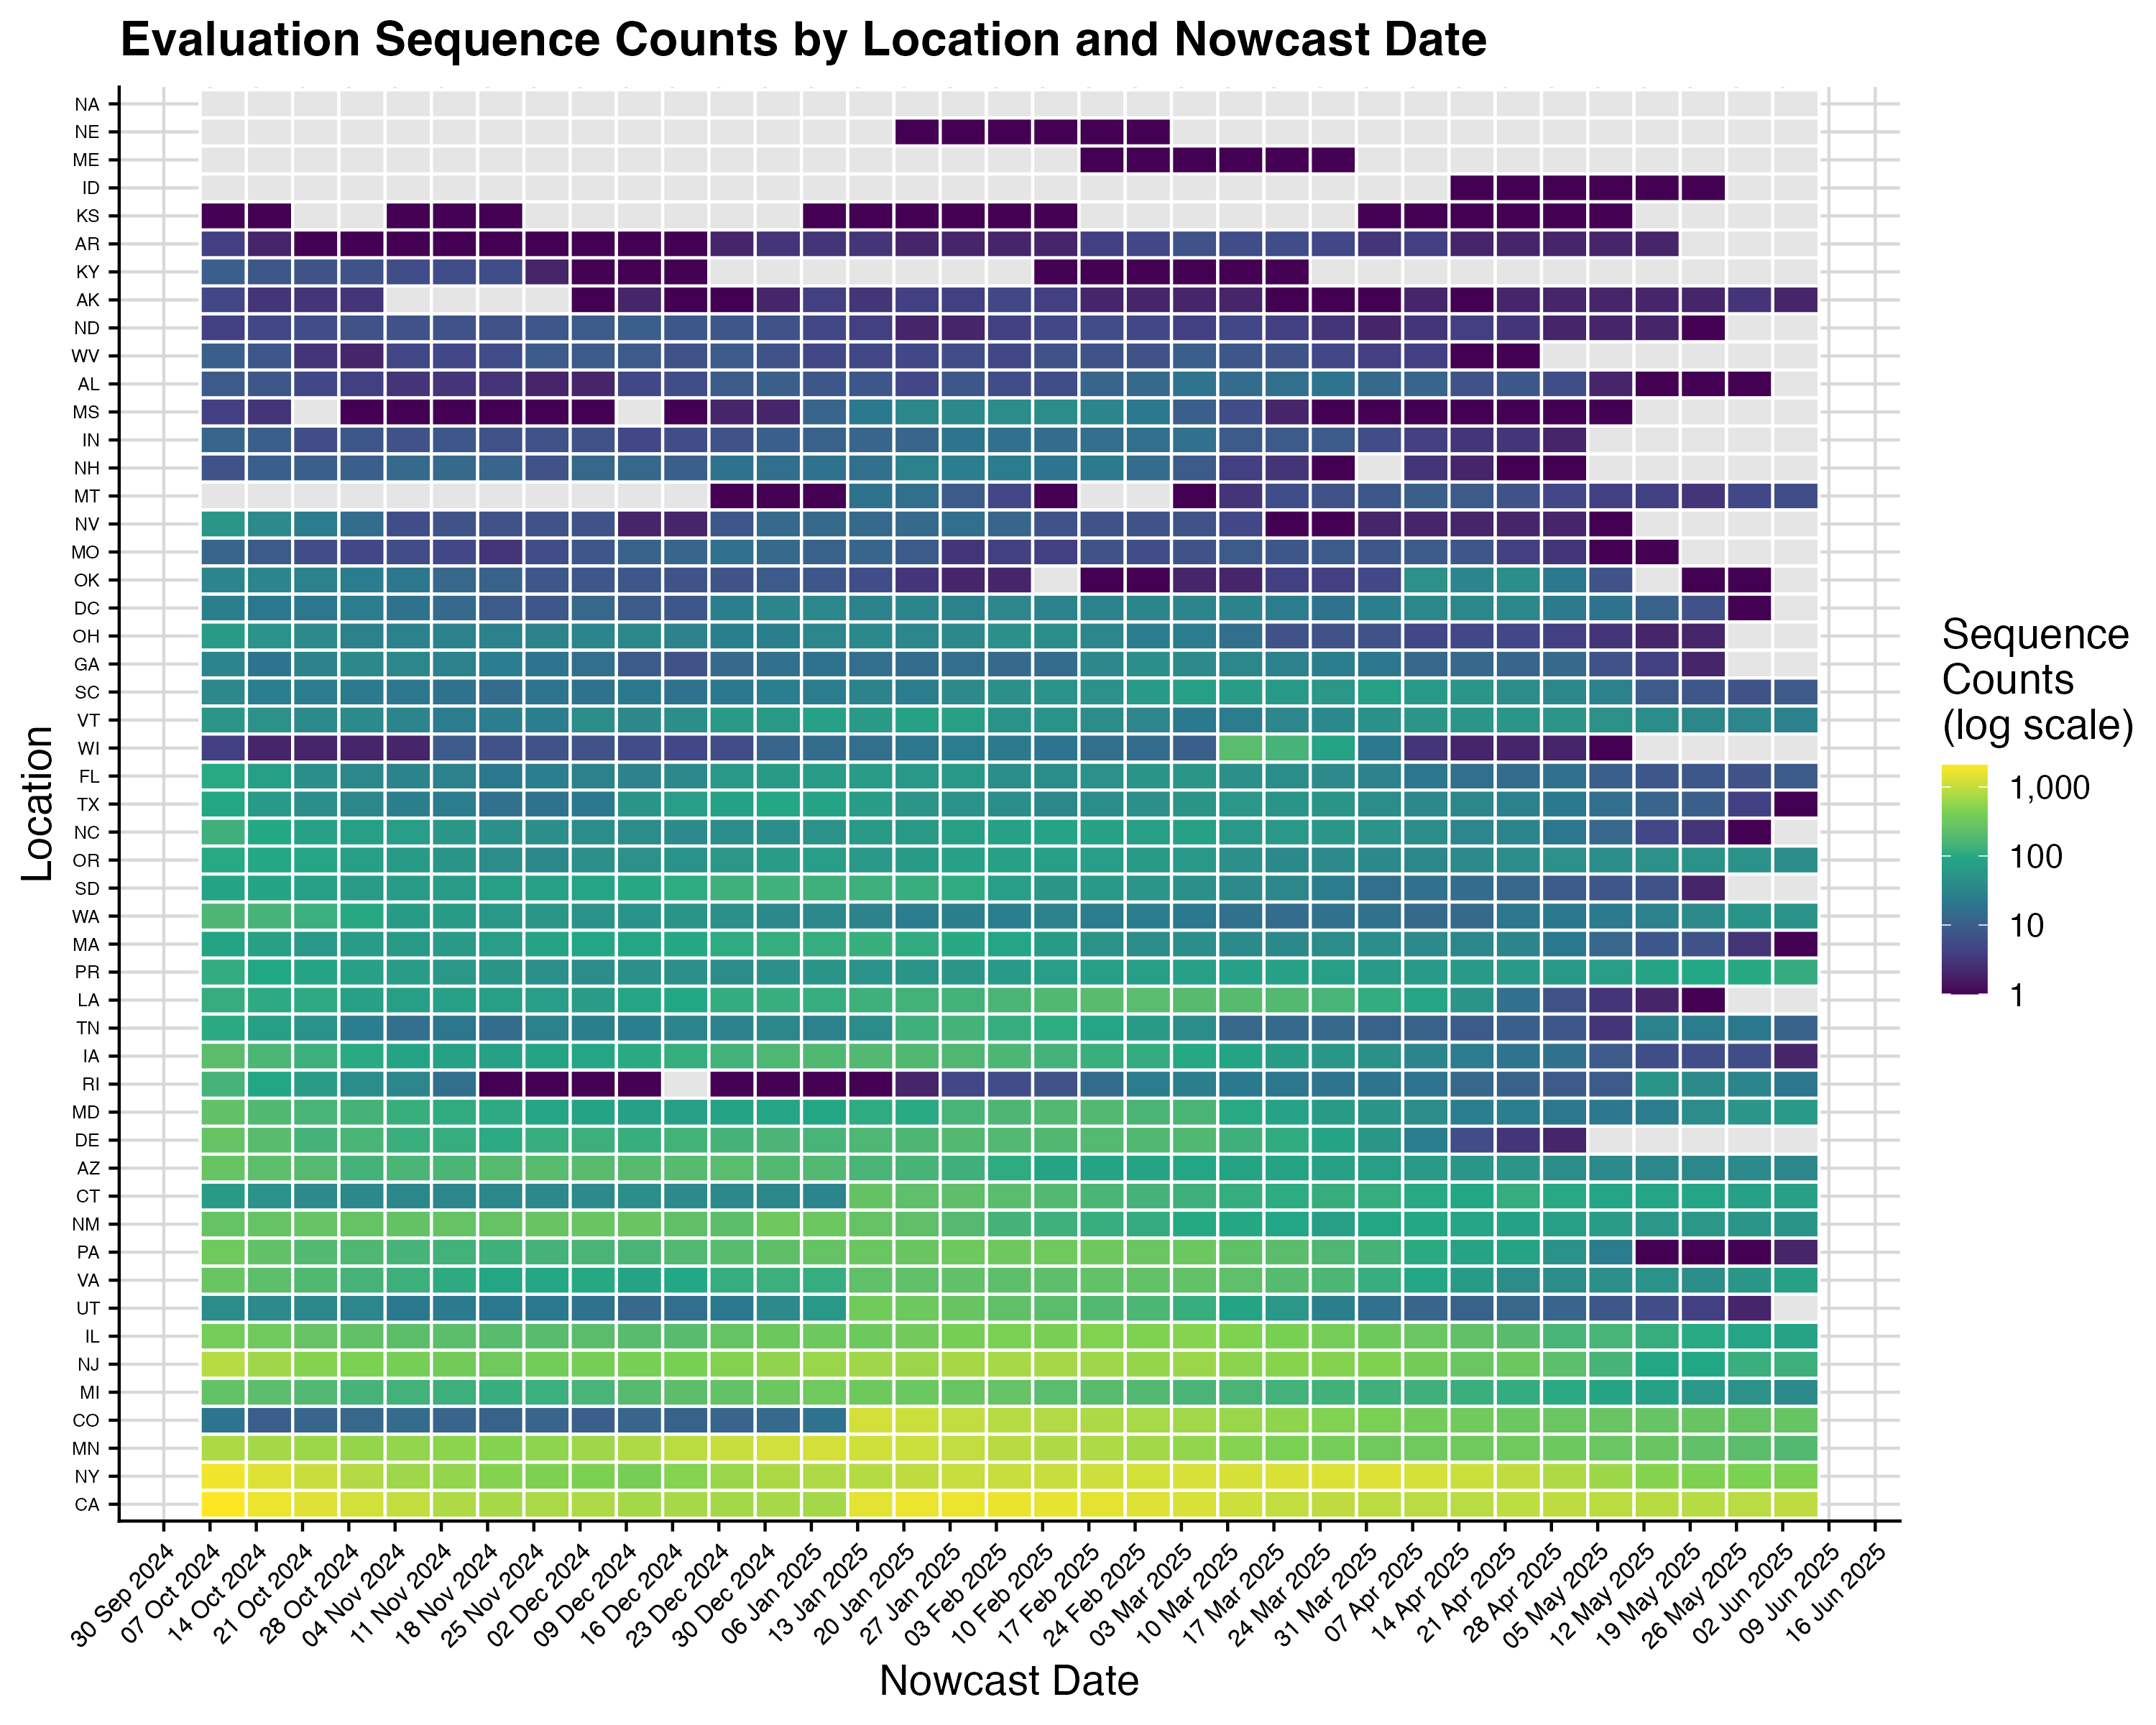 Evaluation Sequence Counts by Location and Nowcast Date
NA
NE
ME
ID
KS
AR
KY
AK
ND
WV
AL
MS
IN
NH
MT
NV
MO
OK
DC
OH
GA
SC
VT
WI
FL
TX
NC
OR
SD
WA
MA
PR
LA
TN
IA
RI
MD
DE
AZ
CT
NM
PA
VA
UT
IL
NJ
MI
CO
MN
NY
CA
Location
30 Sep 2024
07 Oct 2024
14 Oct 2024
21 Oct 2024
28 Oct 2024
04 Nov 2024
11 Nov 2024
18 Nov 2024
25 Nov 2024
02 Dec 2024
09 Dec 2024
16 Dec 2024
23 Dec 2024
30 Dec 2024
06 Jan 2025
13 Jan 2025
20 Jan 2025
27 Jan 2025
03 Feb 2025
10 Feb 2025
17 Feb 2025
24 Feb 2025
03 Mar 2025
10 Mar 2025
17 Mar 2025
24 Mar 2025
31 Mar 2025
07 Apr 2025
14 Apr 2025
21 Apr 2025
28 Apr 2025
05 May 2025
12 May 2025
19 May 2025
26 May 2025
02 Jun 2025
09 Jun 2025
16 Jun 2025
Nowcast Date
Sequence
Counts
(log scale)
1,000
100
10
1